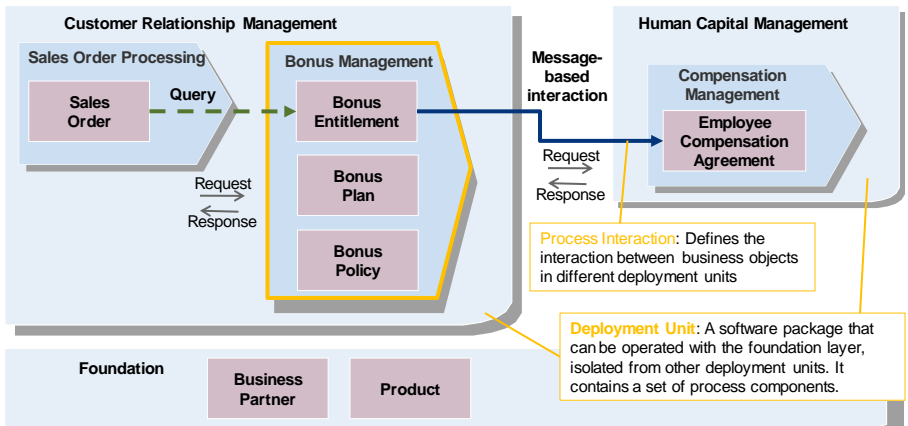 Customer Relationship Management
Sales Order Processing
Sales
Order
Query
Bonus Management
Bonus
Entitlement
Bonus
Plan
Bonus
Policy
Request
Response
Message-
based
interaction
Request
Response
Human Capital Management
Compensation
Management
Employee
Compensation
Agreement
Process Interaction: Defines the
interaction between business objects
in different deployment units
Deployment Unit: A software package that
can be operated with the foundation layer,
isolated from other deployment units. It
contains a set of process components.
Foundation
Business
Partner
Product